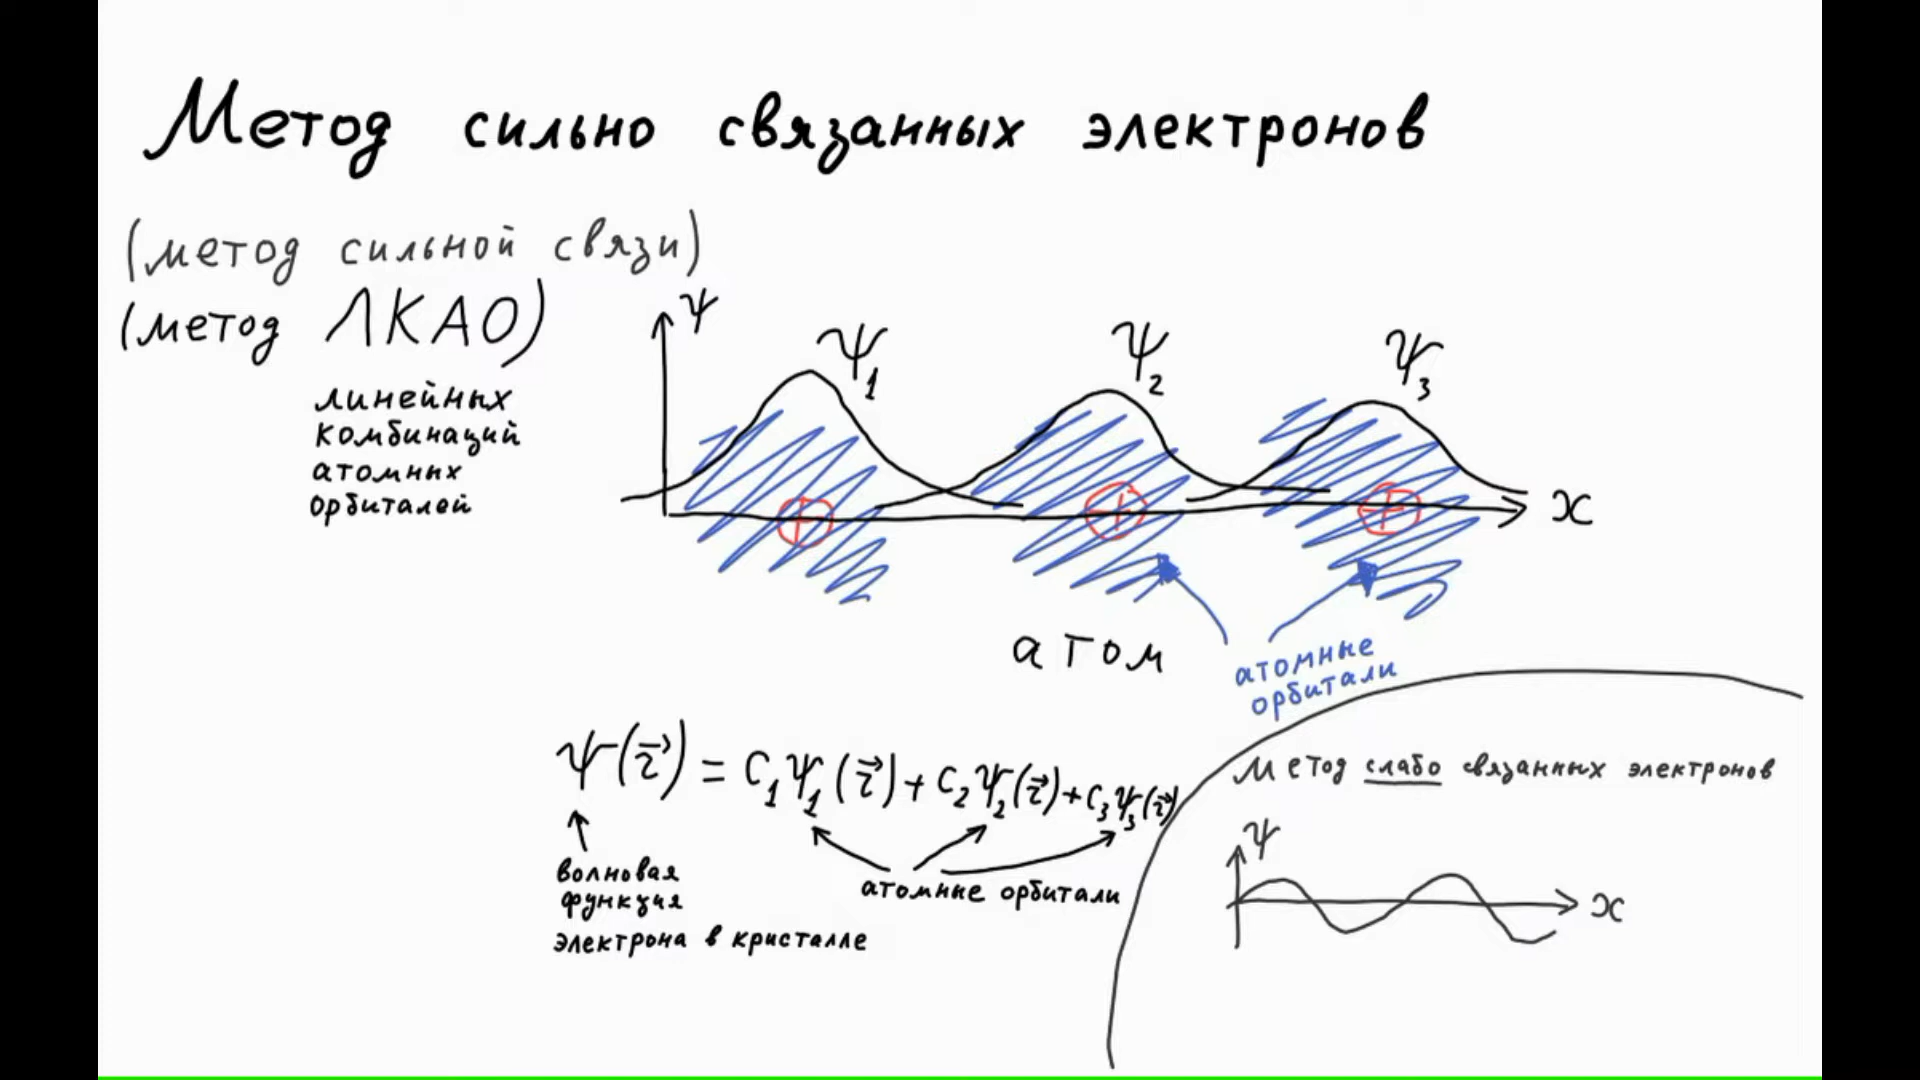 Метод сильно связанных электронов
(метод сильной связи)
(метод ЛКАО)
линейных
комбинаций
атомных
орбиталей
ψ
ψ₁
ψ₂
ψ₃
x
атом
атомные
орбитали
ψ(r⃗) = C₁ψ₁(r⃗) + C₂ψ₂(r⃗) + C₃ψ₃(r⃗)
волновая
функция
электрона в кристалле
атомные орбитали
Метод слабо связанных электронов
ψ
x